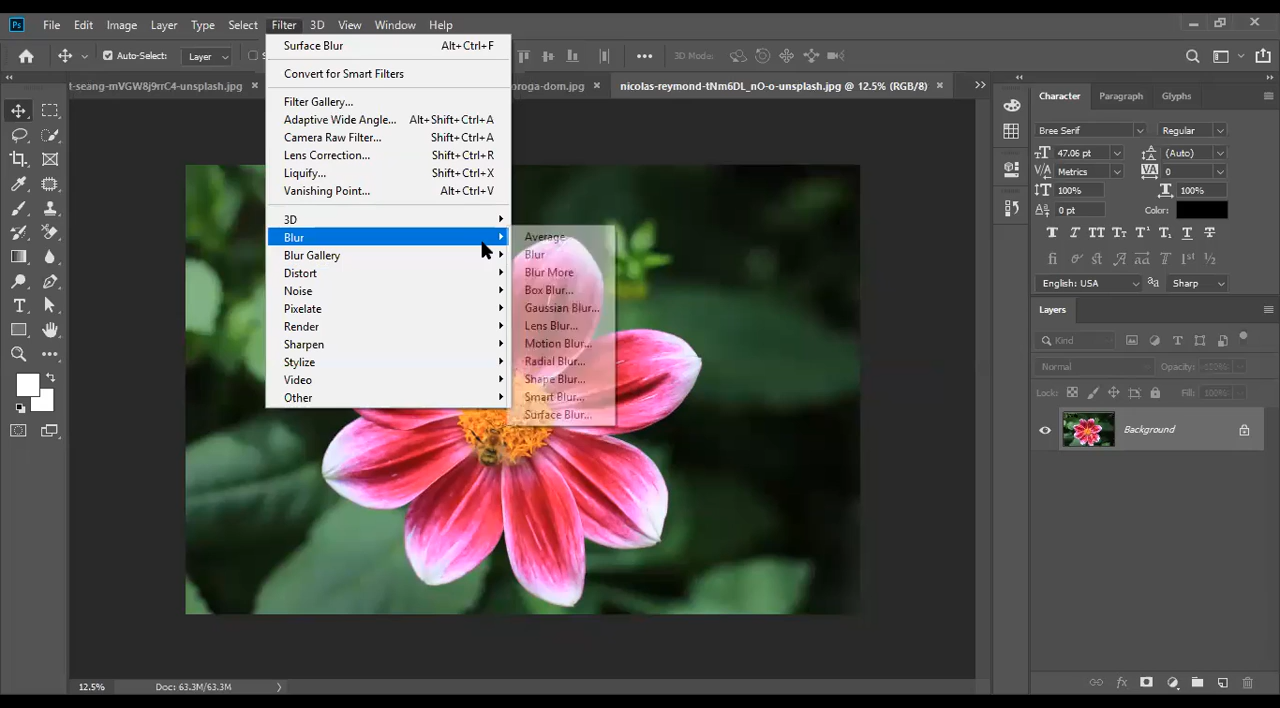 Ps File Edit Image Layer Type Select Filter 3D View Window Help
Auto-Select: Layer 3D Mode:
t-seang-mVGW8j9rrC4-unsplash.jpg oroga-dom.jpg nicolas-reymond-tNm6DL_nO-o-unsplash.jpg @ 12.5% (RGB/8)
Surface Blur Alt+Ctrl+F
Convert for Smart Filters
Filter Gallery...
Adaptive Wide Angle... Alt+Shift+Ctrl+A
Camera Raw Filter... Shift+Ctrl+A
Lens Correction... Shift+Ctrl+R
Liquify... Shift+Ctrl+X
Vanishing Point... Alt+Ctrl+V
3D
Blur
Blur Gallery
Distort
Noise
Pixelate
Render
Sharpen
Stylize
Video
Other
Average
Blur
Blur More
Box Blur...
Gaussian Blur...
Lens Blur...
Motion Blur...
Radial Blur...
Shape Blur...
Smart Blur...
Surface Blur...
Character Paragraph Glyphs
Bree Serif Regular
47.06 pt (Auto)
Metrics 0
100% 100%
0 pt Color:
English: USA Sharp
Layers
Kind
Normal Opacity: 100%
Lock: Fill: 100%
Background
12.5% Doc: 63.3M/63.3M